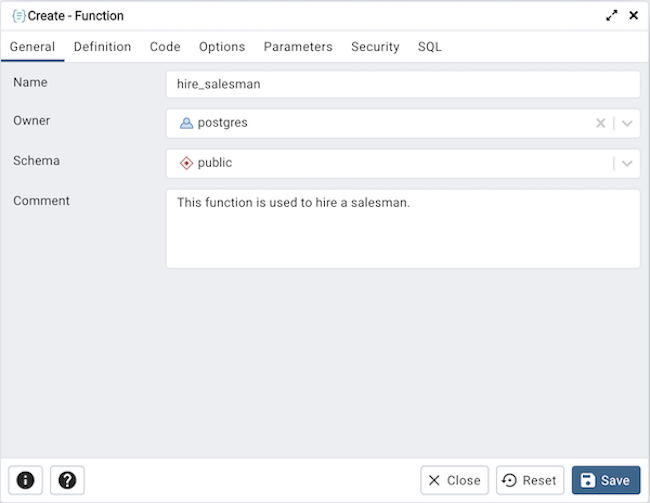 Create - Function
General Definition Code Options Parameters Security SQL
Name hire_salesman
Owner postgres
Schema public
Comment This function is used to hire a salesman.
Close Reset Save